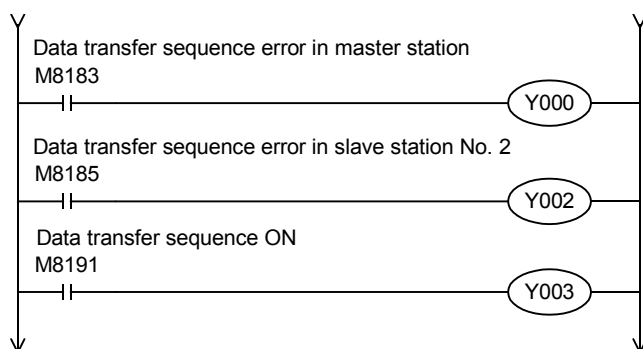 Data transfer sequence error in master station
M8183
Y000
Data transfer sequence error in slave station No. 2
M8185
Y002
Data transfer sequence ON
M8191
Y003